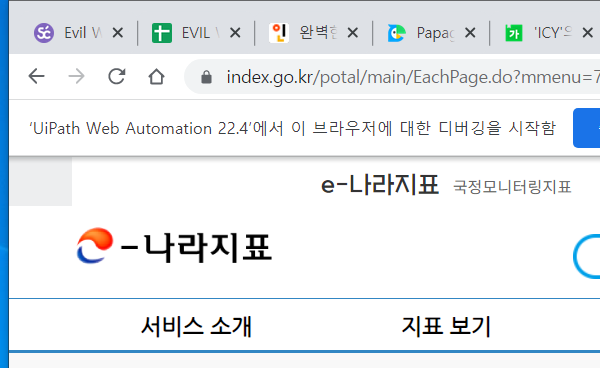 Evil W
EVIL
완벽한
Papag
'ICY'의
index.go.kr/potal/main/EachPage.do?mmenu=7
'UiPath Web Automation 22.4'에서 이 브라우저에 대한 디버깅을 시작함
e-나라지표 국정모니터링지표
-나라지표
서비스 소개 지표 보기